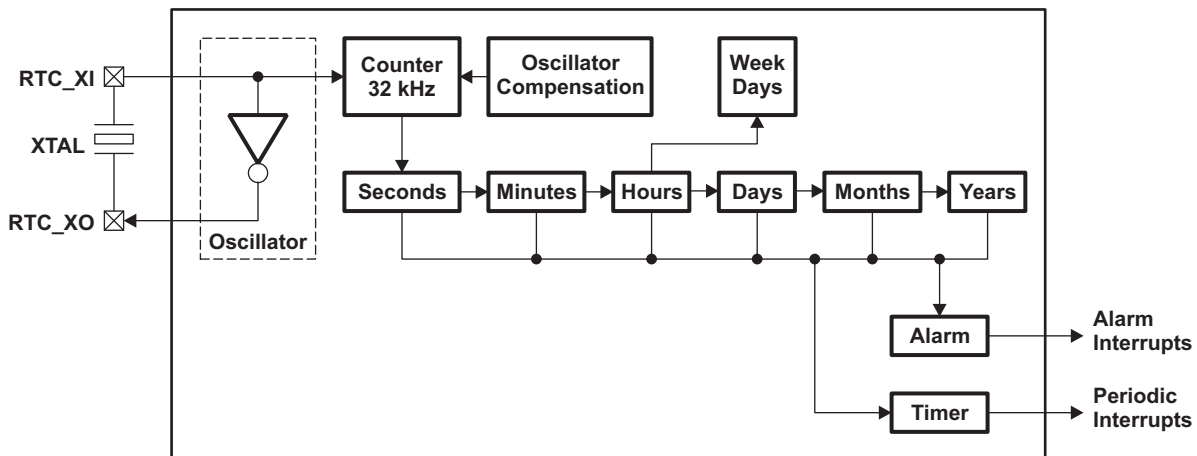 RTC_XI
XTAL
RTC_XO
Oscillator
Counter
32 kHz
Oscillator
Compensation
Week
Days
Seconds
Minutes
Hours
Days
Months
Years
Alarm
Alarm
Interrupts
Timer
Periodic
Interrupts